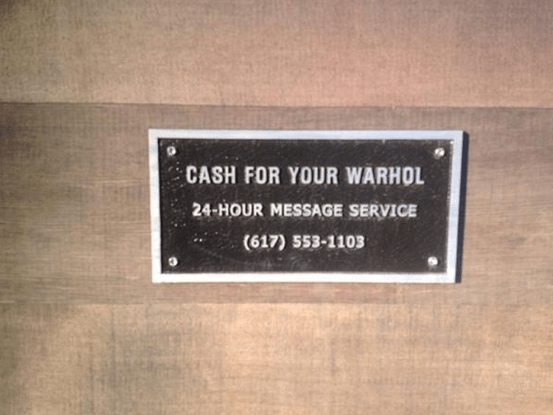 CASH FOR YOUR WARHOL
24-HOUR MESSAGE SERVICE
(617) 553-1103